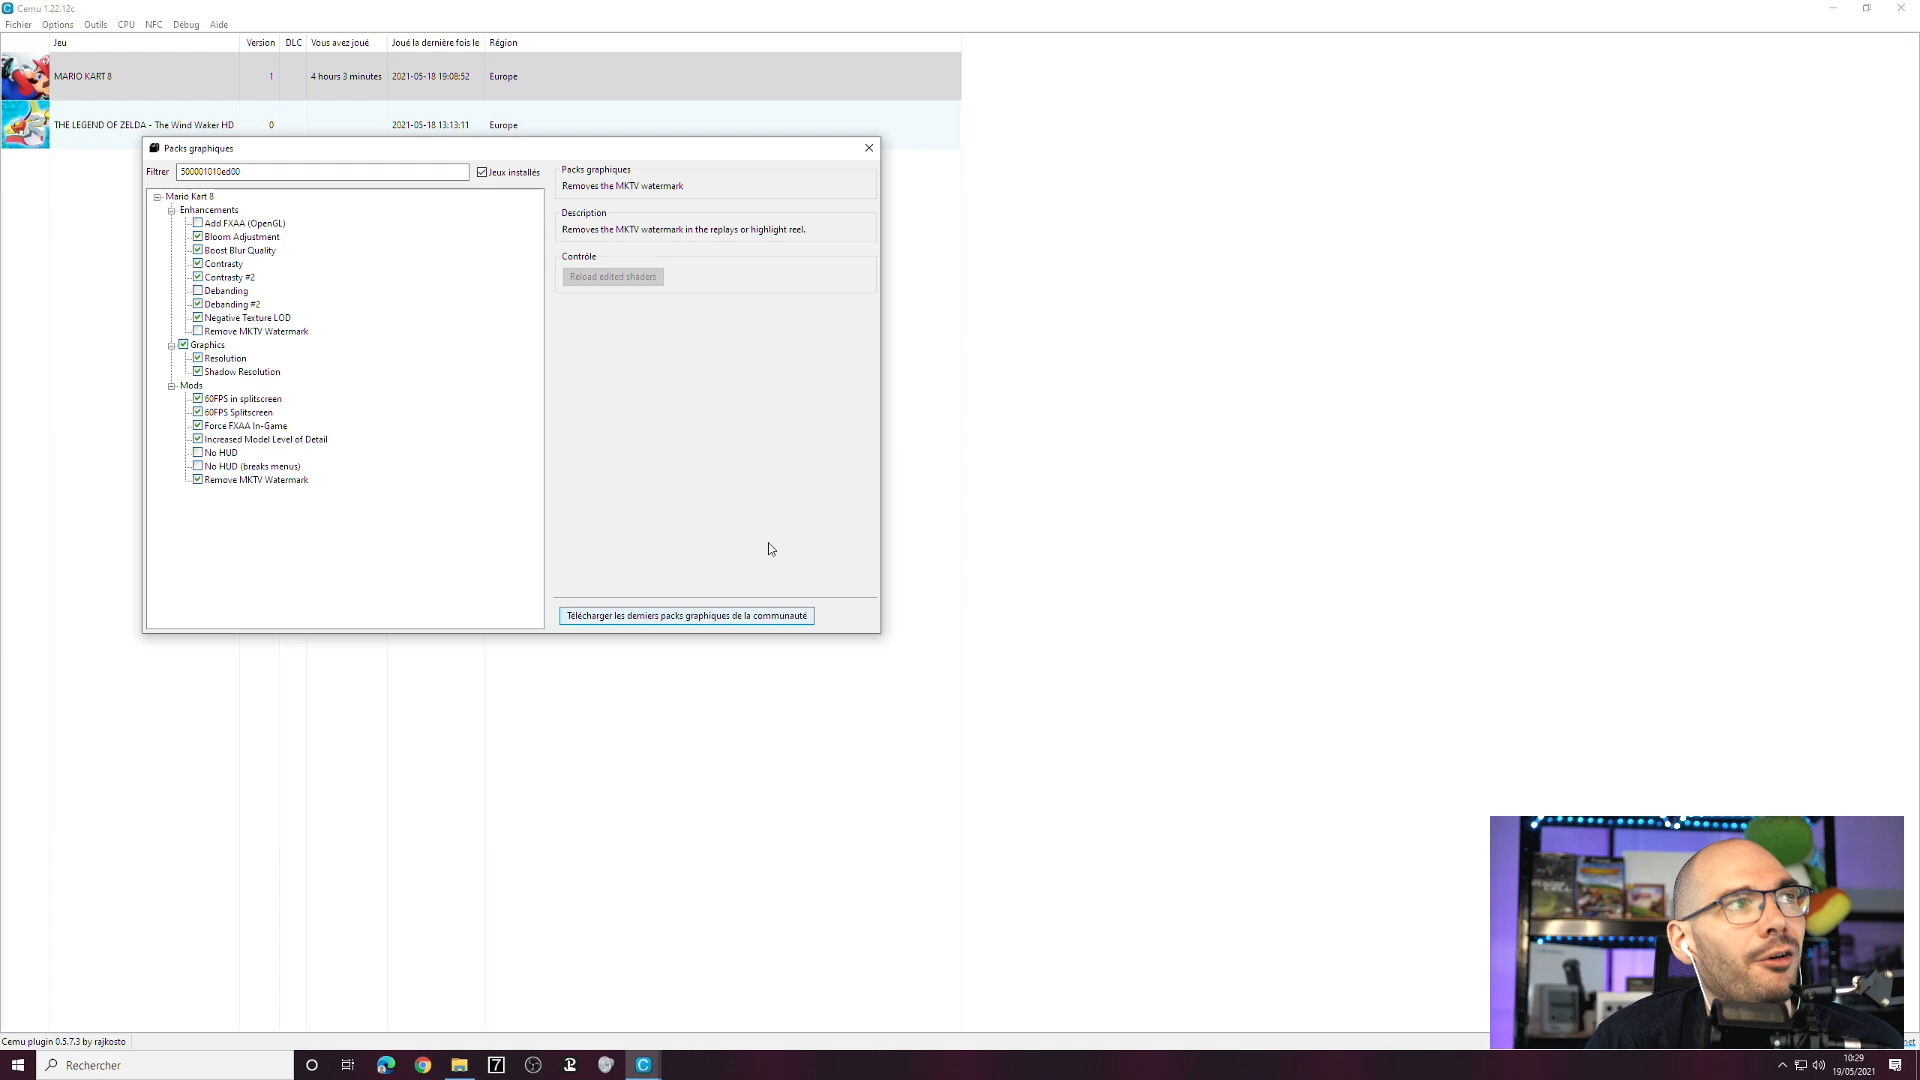 Cemu 1.22.12c
Fichier Options Outils CPU NFC Débug Aide
Jeu Version DLC Vous avez joué Joué la dernière fois le Région
MARIO KART 8 1 4 hours 3 minutes 2021-05-18 19:08:52 Europe
THE LEGEND OF ZELDA - The Wind Waker HD 0 2021-05-18 13:13:11 Europe
Packs graphiques
Filtrer 500001010ed00 Jeux installés
Mario Kart 8
Enhancements
Add FXAA (OpenGL)
Bloom Adjustment
Boost Blur Quality
Contrasty
Contrasty #2
Debanding
Debanding #2
Negative Texture LOD
Remove MKTV Watermark
Graphics
Resolution
Shadow Resolution
Mods
60FPS in splitscreen
60FPS Splitscreen
Force FXAA In-Game
Increased Model Level of Detail
No HUD
No HUD (breaks menus)
Remove MKTV Watermark
Packs graphiques
Removes the MKTV watermark
Description
Removes the MKTV watermark in the replays or highlight reel.
Contrôle
Reload edited shaders
Télécharger les derniers packs graphiques de la communauté
Cemu plugin 0.5.7.3 by rajkosto
net
Rechercher
7
10:29
19/05/2021